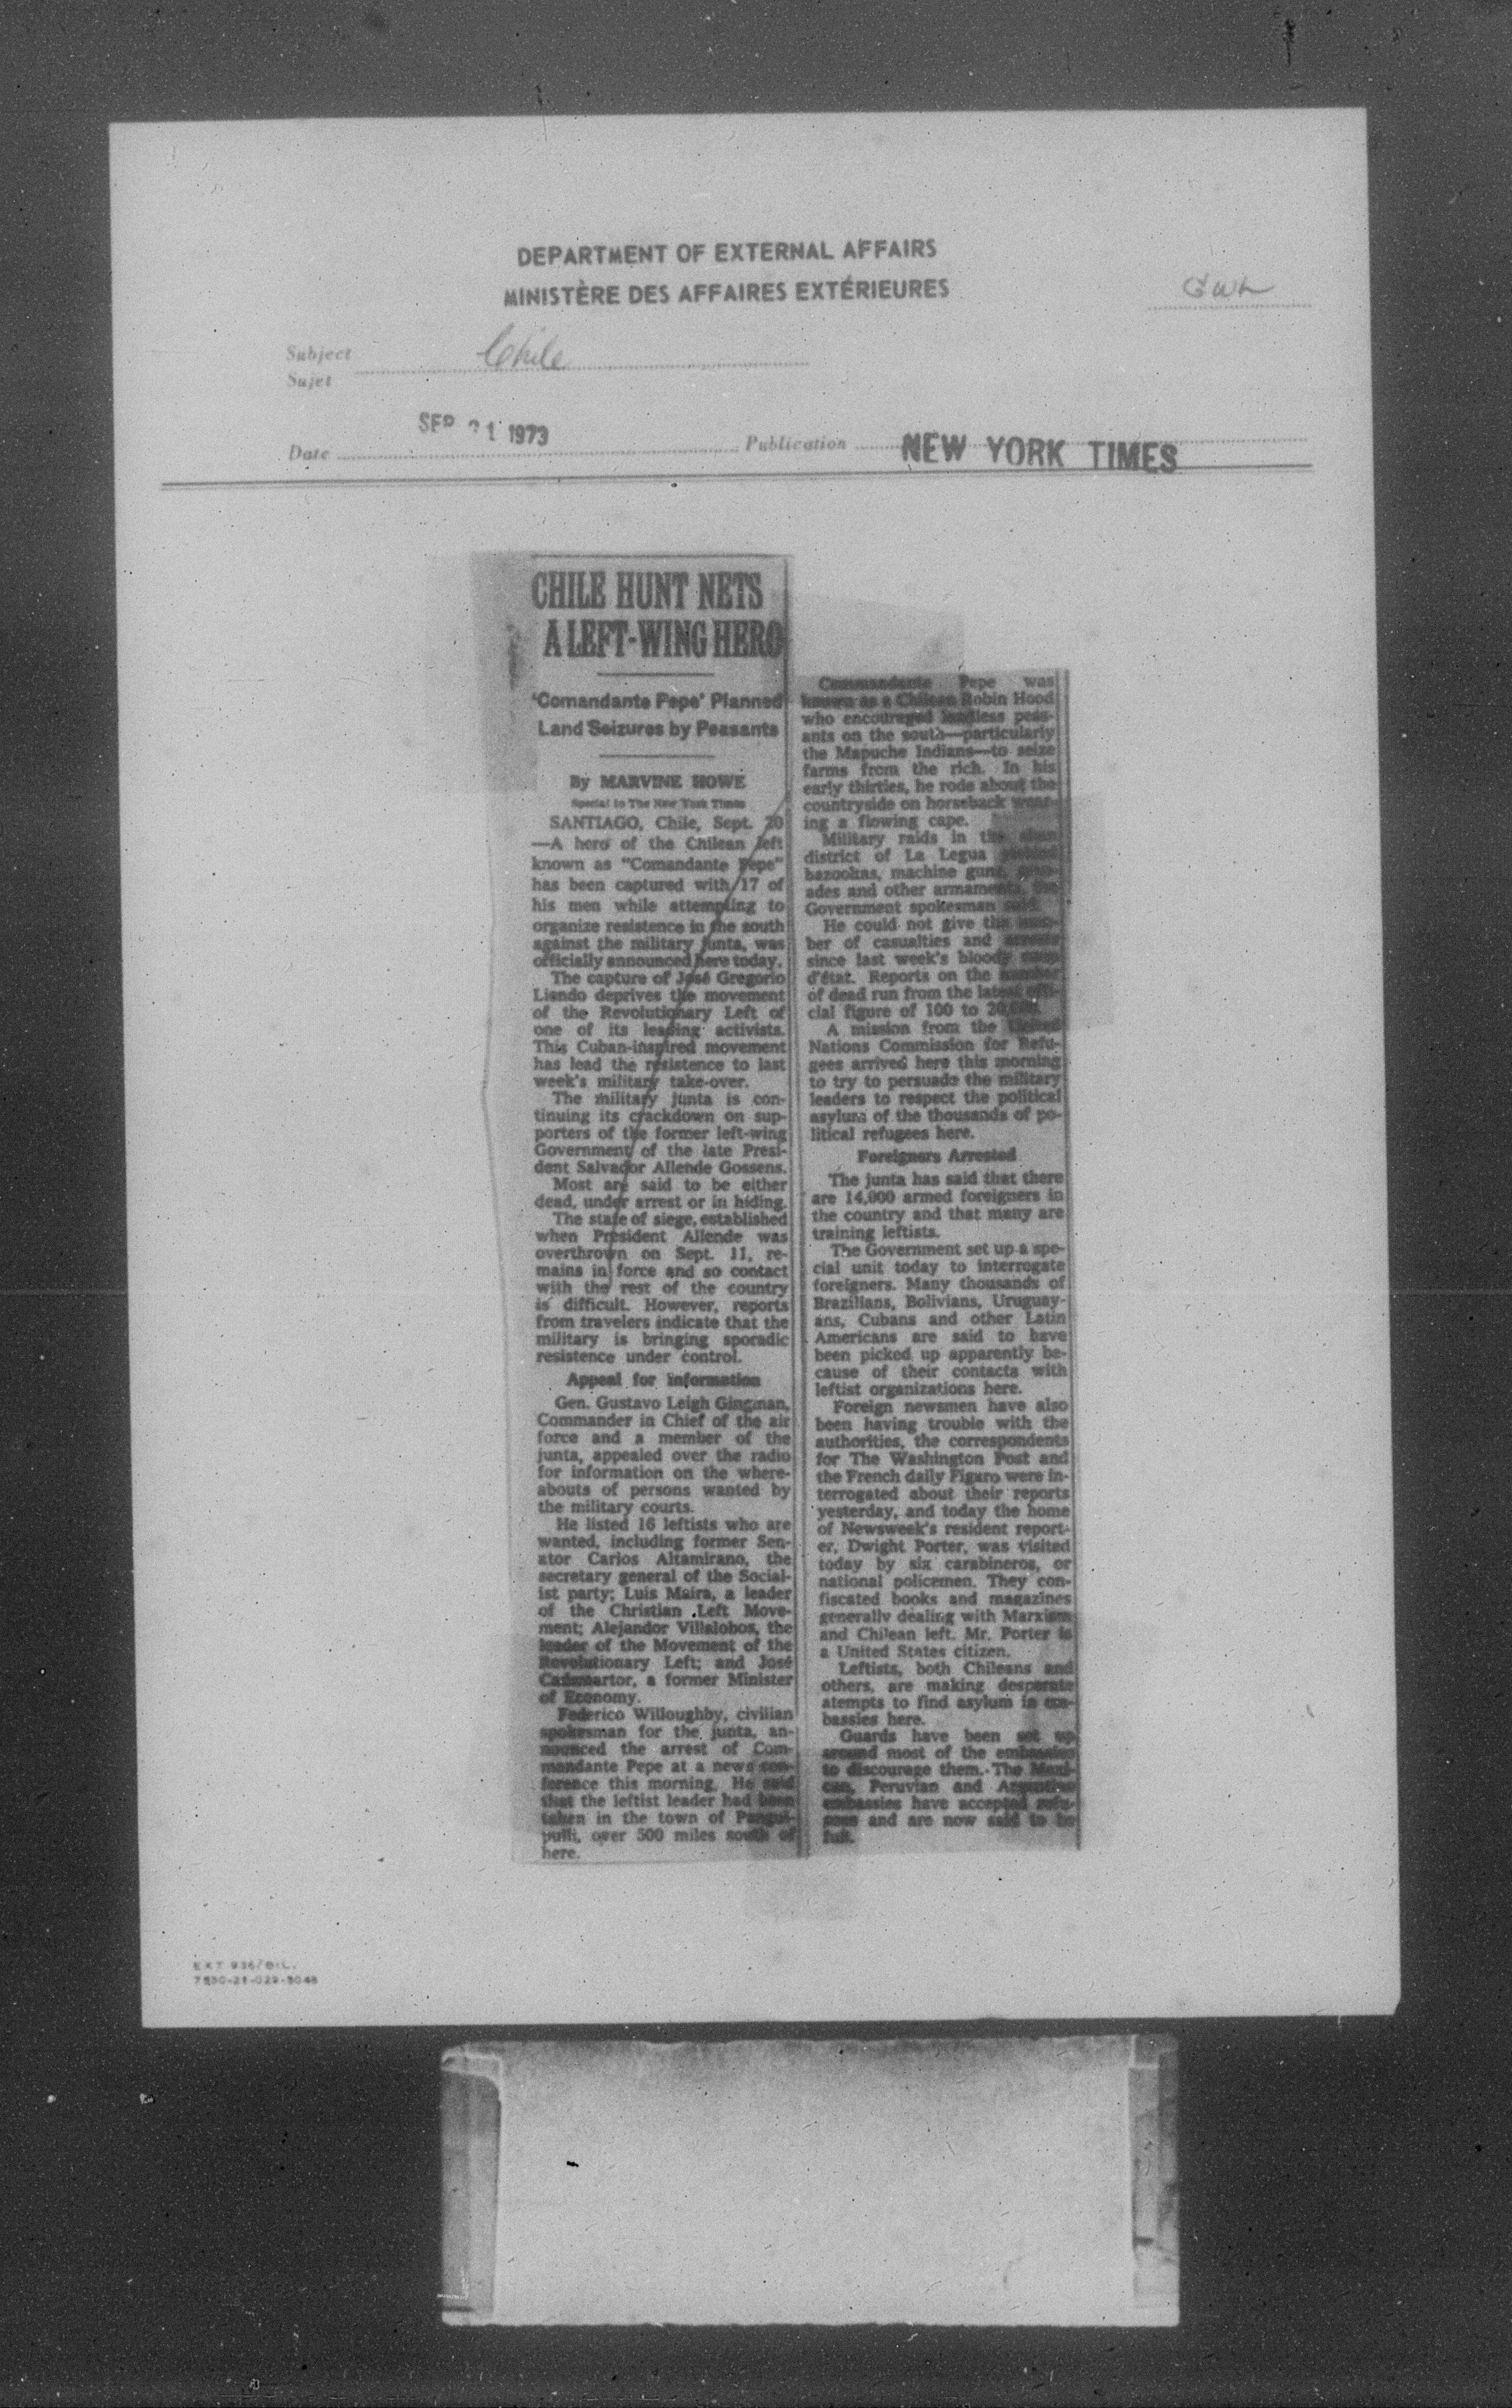 DEPARTMENT OF EXTERNAL AFFAIRS
MINISTÈRE DES AFFAIRES EXTÉRIEURES
Subject
Sujet
Chile
SEP 21 1973
Date
Publication
NEW YORK TIMES
CHILE HUNT NETS
A LEFT-WING HERO
'Comandante Pepe' Planned
Land Seizures by Peasants
By MARVINE HOWE
Special to The New York Times
SANTIAGO, Chile, Sept. 20
—A hero of the Chilean left
known as "Comandante Pepe"
has been captured with 17 of
his men while attempting to
organize resistence in the south
against the military junta, was
officially announced here today.
The capture of José Gregorio
Liendo deprives the movement
of the Revolutionary Left of
one of its leading activists.
This Cuban-inspired movement
has lead the resistence to last
week's military take-over.
The military junta is con-
tinuing its crackdown on sup-
porters of the former left-wing
Government of the late Presi-
dent Salvador Allende Gossens.
Most are said to be either
dead, under arrest or in hiding.
The state of siege, established
when President Allende was
overthrown on Sept. 11, re-
mains in force and so contact
with the rest of the country
is difficult. However, reports
from travelers indicate that the
military is bringing sporadic
resistence under control.
Appeal for Information
Gen. Gustavo Leigh Gingman,
Commander in Chief of the air
force and a member of the
junta, appealed over the radio
for information on the where-
abouts of persons wanted by
the military courts.
He listed 16 leftists who are
wanted, including former Sen-
ator Carlos Altamirano, the
secretary general of the Social-
ist party; Luis Maira, a leader
of the Christian Left Move-
ment; Alejandor Villalobos, the
leader of the Movement of the
Revolutionary Left; and José
Cademartor, a former Minister
of Economy.
Federico Willoughby, civilian
spokesman for the junta, an-
nounced the arrest of Com-
mandante Pepe at a news con-
ference this morning. He said
that the leftist leader had been
taken in the town of Pangui-
pulli, over 500 miles south of
here.
Commandante Pepe was
known as a Chilean Robin Hood
who encouraged landless peas-
ants on the south—particularly
the Mapuche Indians—to seize
farms from the rich. In his
early thirties, he rode about the
countryside on horseback wear-
ing a flowing cape.
Military raids in the slum
district of La Legua yielded
bazookas, machine guns, gren-
ades and other armaments, the
Government spokesman said.
He could not give the num-
ber of casualties and arrests
since last week's bloody coup
d'état. Reports on the number
of dead run from the latest offi-
cial figure of 100 to
A mission from the United
Nations Commission for Refu-
gees arrived here this morning
to try to persuade the military
leaders to respect the political
asylum of the thousands of po-
litical refugees here.
Foreigners Arrested
The junta has said that there
are 14,000 armed foreigners in
the country and that many are
training leftists.
The Government set up a spe-
cial unit today to interrogate
foreigners. Many thousands of
Brazilians, Bolivians, Uruguay-
ans, Cubans and other Latin
Americans are said to have
been picked up apparently be-
cause of their contacts with
leftist organizations here.
Foreign newsmen have also
been having trouble with the
authorities, the correspondents
for The Washington Post and
the French daily Figaro were in-
terrogated about their reports
yesterday, and today the home
of Newsweek's resident report-
er, Dwight Porter, was visited
today by six carabineros, or
national policemen. They con-
fiscated books and magazines
generally dealing with Marxism
and Chilean left. Mr. Porter is
a United States citizen.
Leftists, both Chileans and
others, are making desperate
atempts to find asylum in em-
bassies here.
Guards have been set up
around most of the embassies
to discourage them. The Mexi-
can, Peruvian and Argentine
embassies have accepted refu-
gees and are now said to be
full.
7530-21-029-5048